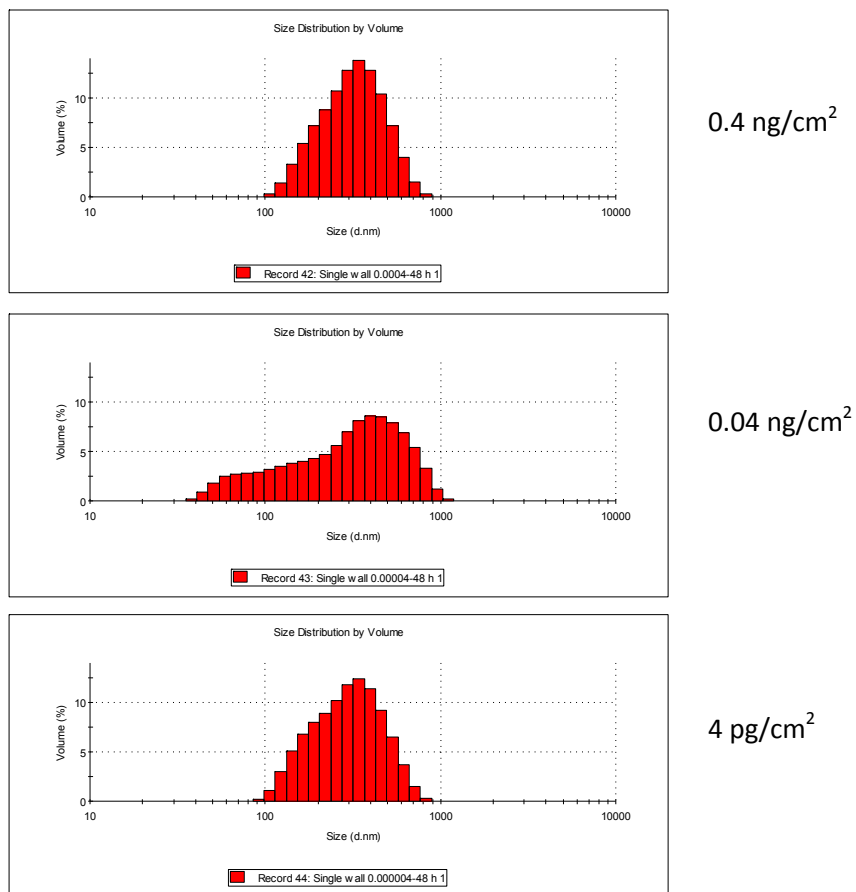 Size Distribution by Volume
10
5
0
Volume (%)
10 100 1000 10000
Size (d.nm)
Record 42: Single wall 0.0004-48 h 1
0.4 ng/cm²
Size Distribution by Volume
10
5
0
Volume (%)
10 100 1000 10000
Size (d.nm)
Record 43: Single wall 0.00004-48 h 1
0.04 ng/cm²
Size Distribution by Volume
10
5
0
Volume (%)
10 100 1000 10000
Size (d.nm)
Record 44: Single wall 0.000004-48 h 1
4 pg/cm²